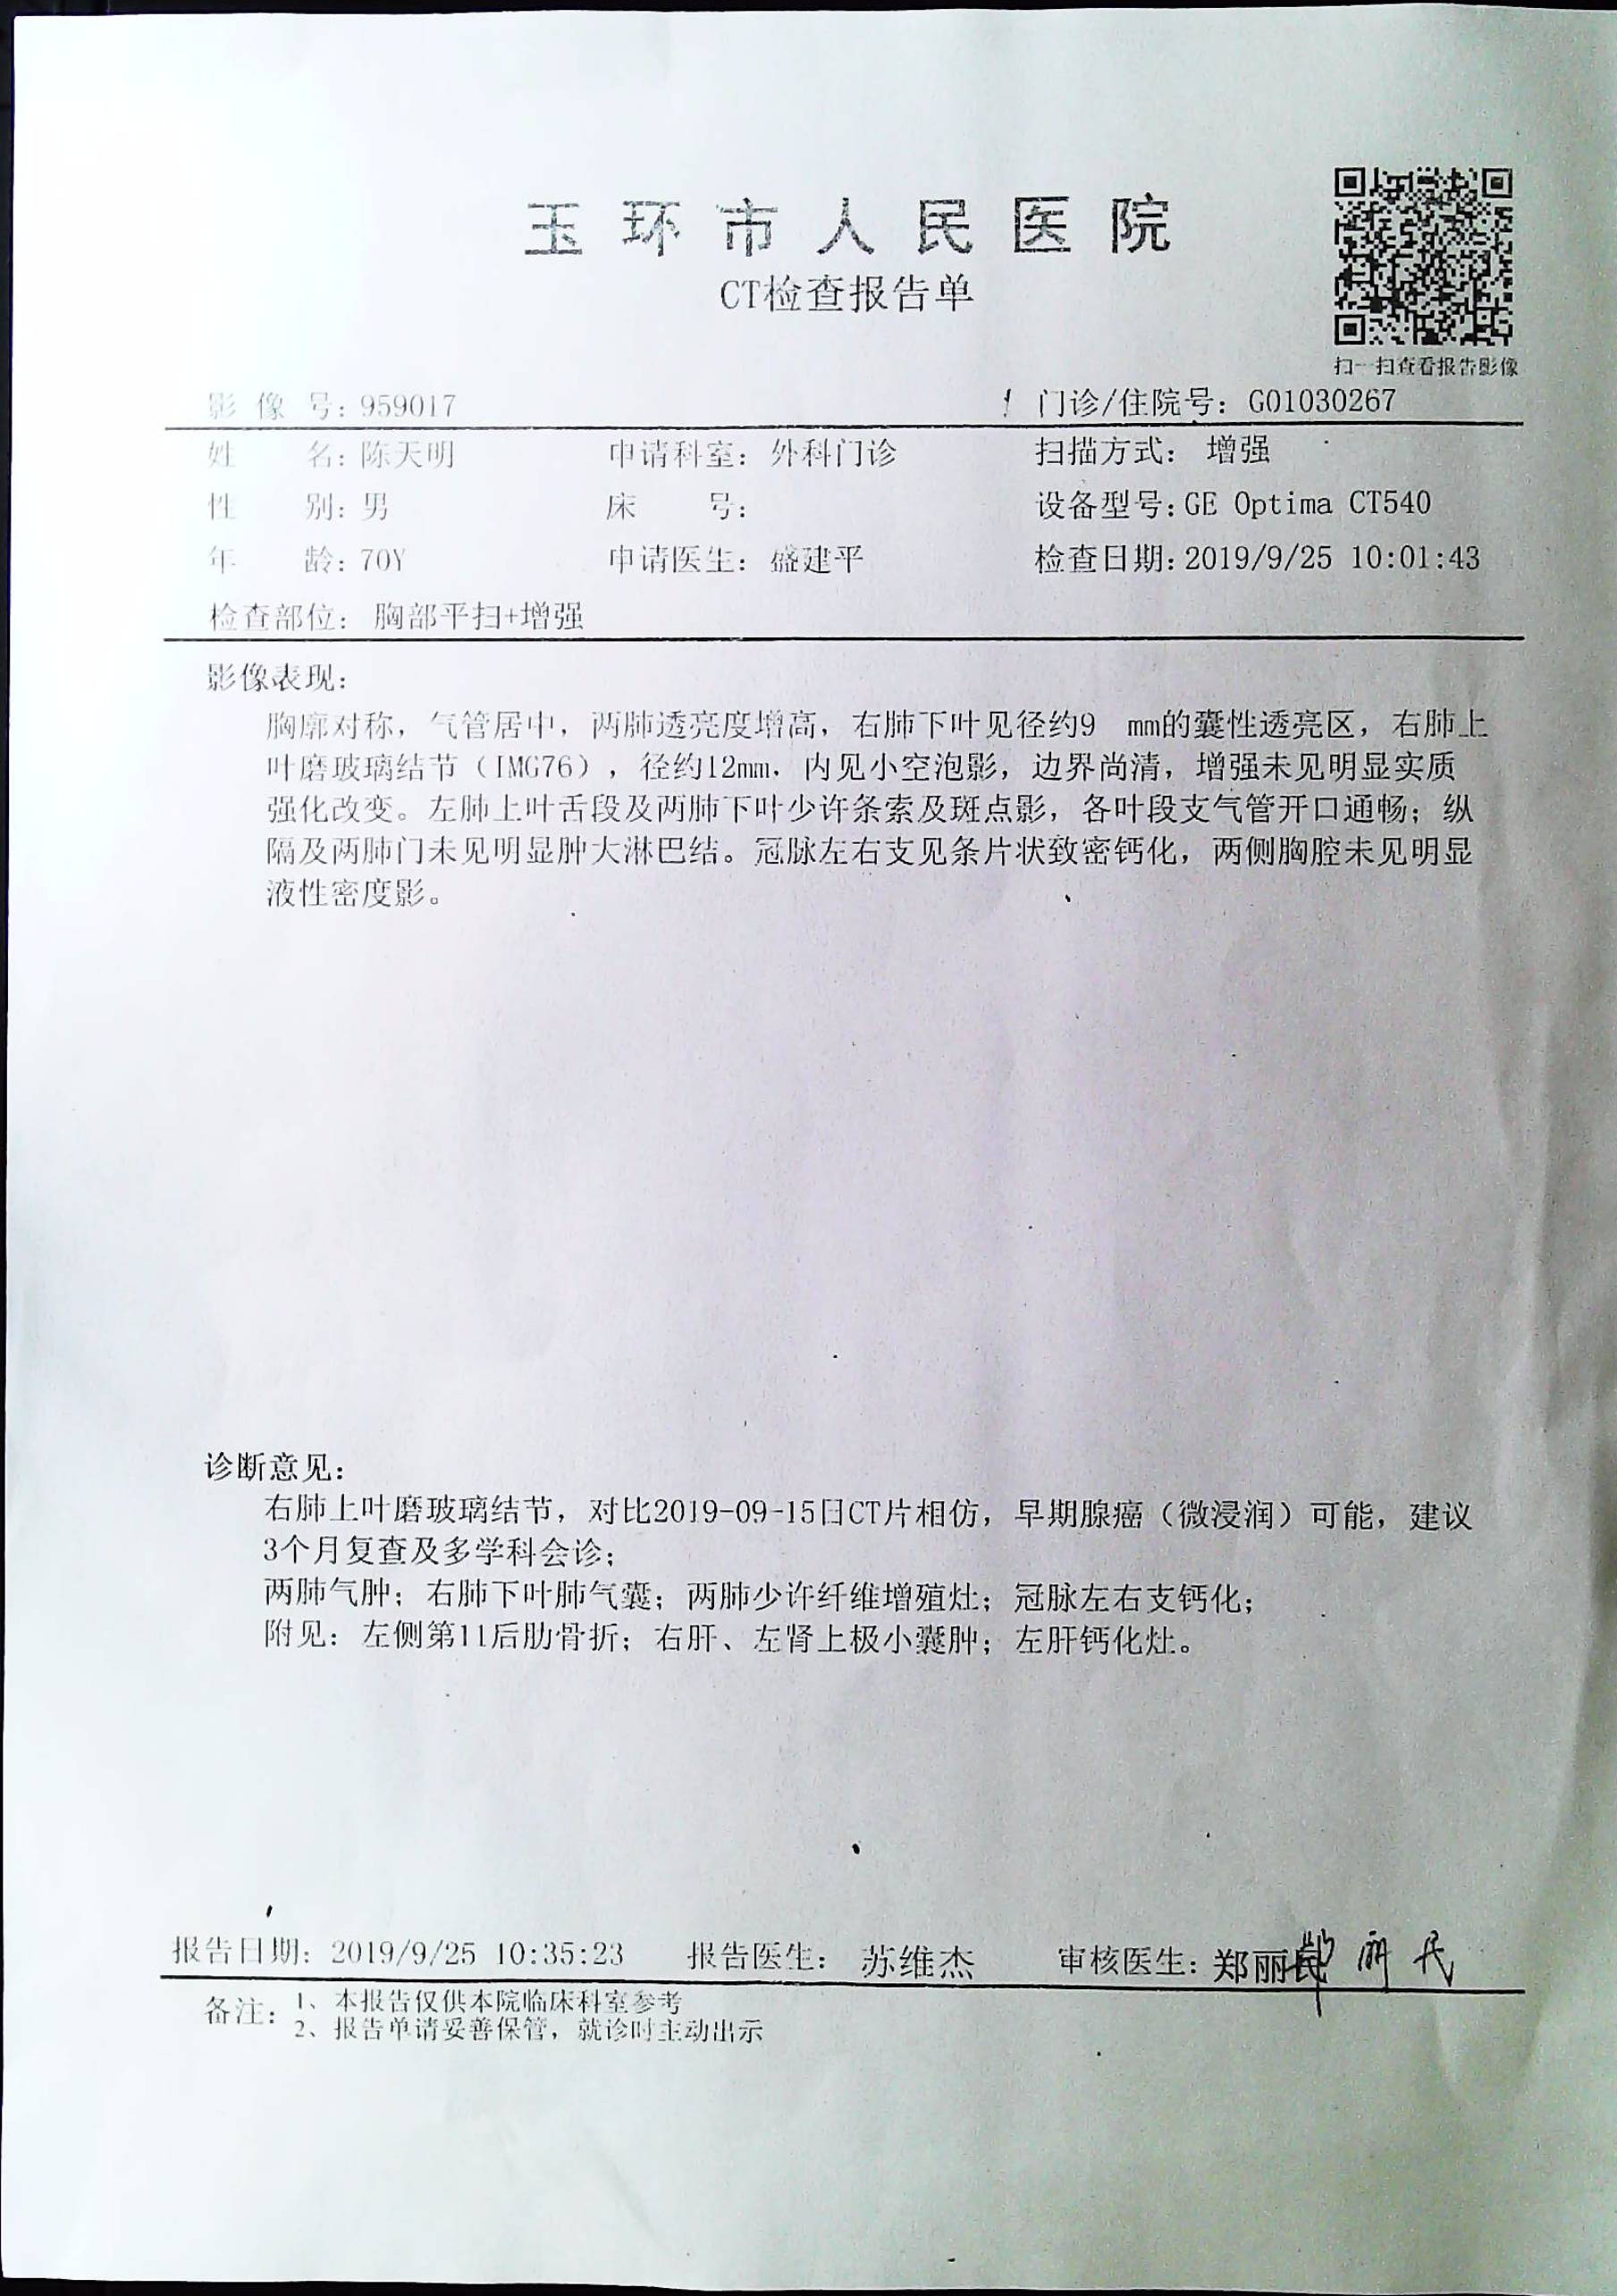 玉环市人民医院
CT检查报告单
扫一扫查看报告影像
影像号: 959017 门诊/住院号: G01030267
姓名: 陈天明 申请科室: 外科门诊 扫描方式: 增强
性别: 男 床号: 设备型号: GE Optima CT540
年龄: 70Y 申请医生: 盛建平 检查日期: 2019/9/25 10:01:43
检查部位: 胸部平扫+增强
影像表现:
胸廓对称，气管居中，两肺透亮度增高，右肺下叶见径约9 mm的囊性透亮区，右肺上
叶磨玻璃结节（IMG76），径约12mm，内见小空泡影，边界尚清，增强未见明显实质
强化改变。左肺上叶舌段及两肺下叶少许条索及斑点影，各叶段支气管开口通畅；纵
隔及两肺门未见明显肿大淋巴结。冠脉左右支见条片状致密钙化，两侧胸腔未见明显
液性密度影。
诊断意见:
右肺上叶磨玻璃结节，对比2019-09-15日CT片相仿，早期腺癌（微浸润）可能，建议
3个月复查及多学科会诊；
两肺气肿；右肺下叶肺气囊；两肺少许纤维增殖灶；冠脉左右支钙化；
附见：左侧第11后肋骨折；右肝、左肾上极小囊肿；左肝钙化灶。
报告日期: 2019/9/25 10:35:23 报告医生: 苏维杰 审核医生: 郑丽民 郑丽民
备注: 1、本报告仅供本院临床科室参考
2、报告单请妥善保管，就诊时主动出示